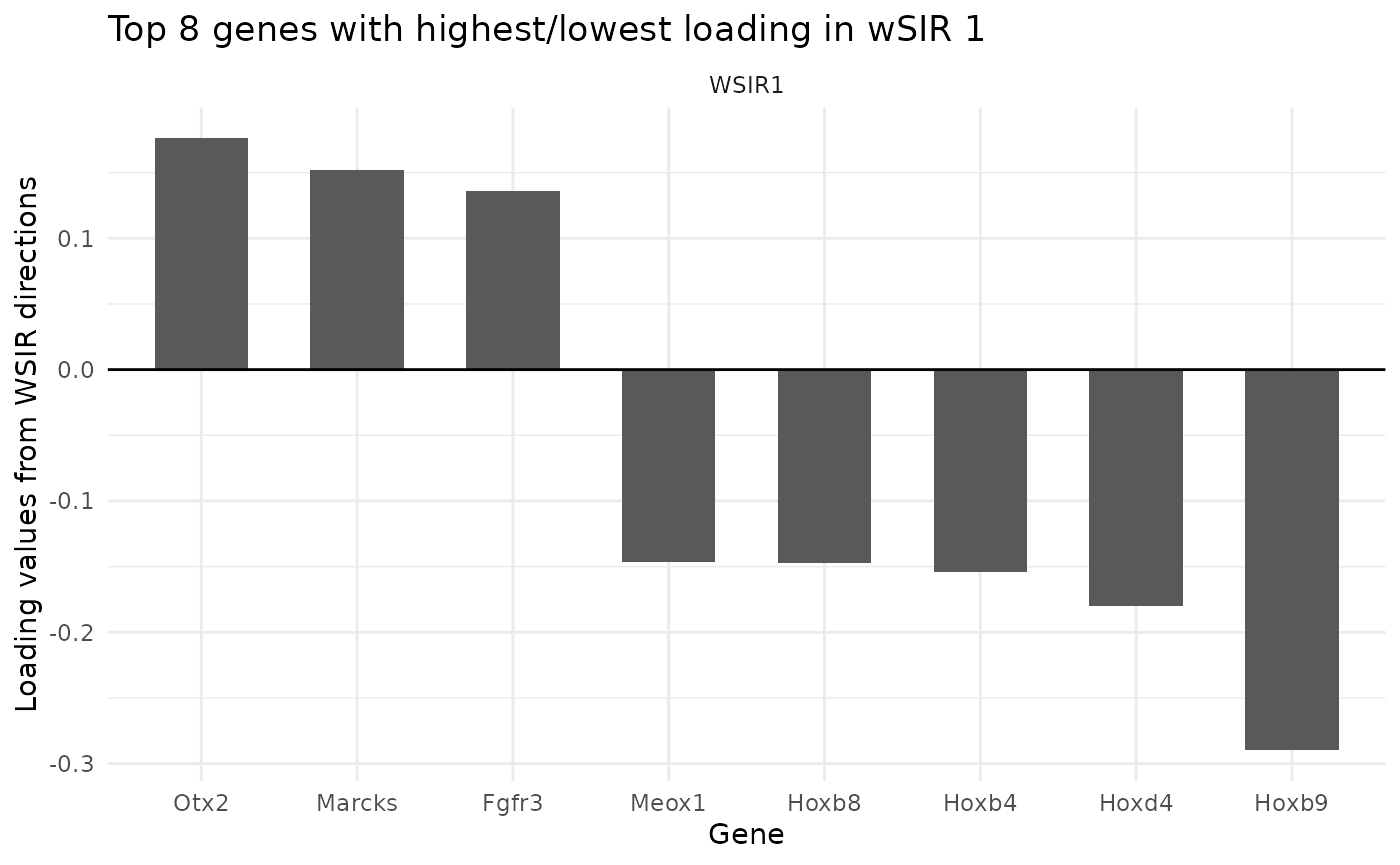 Top 8 genes with highest/lowest loading in wSIR 1
WSIR1
Loading values from WSIR directions
0.1
0.0
-0.1
-0.2
-0.3
Otx2 Marcks Fgfr3 Meox1 Hoxb8 Hoxb4 Hoxd4 Hoxb9
Gene